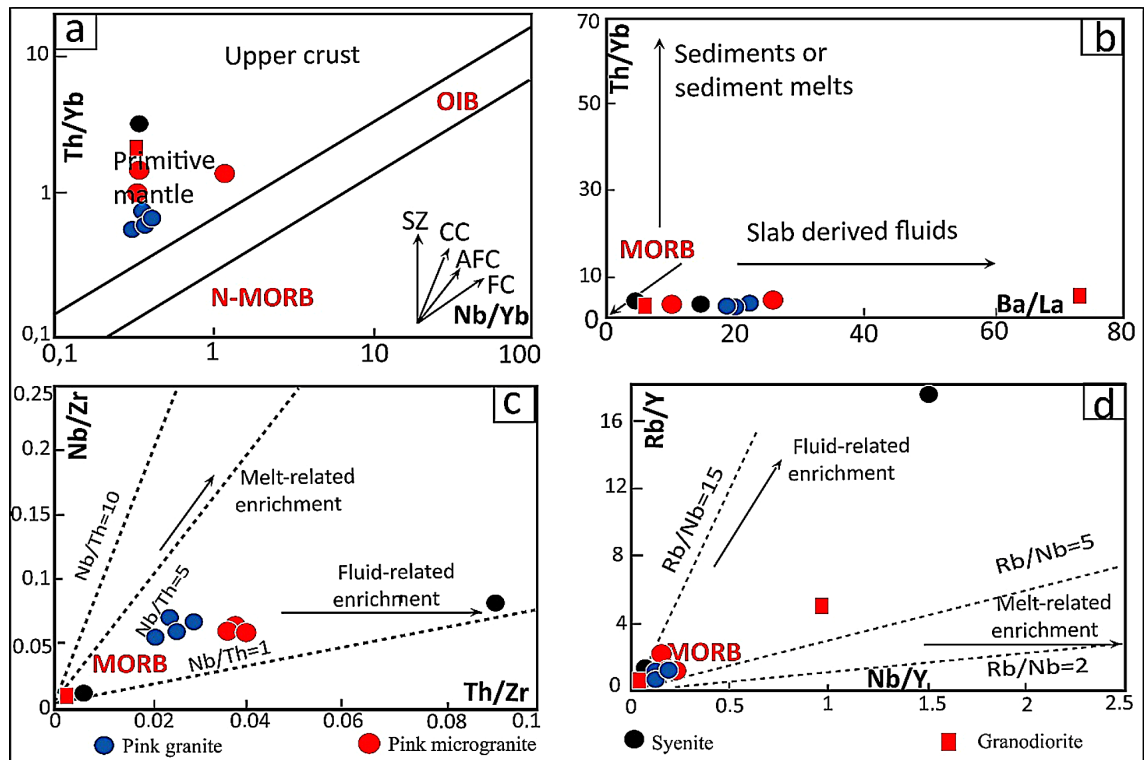 a
Th/Yb
10
1
0,1
Upper crust
OIB
Primitive
mantle
N-MORB
SZ
CC
AFC
FC
Nb/Yb
0,1
1
10
100
b
Th/Yb
70
50
30
10
0
Sediments or
sediment melts
MORB
Slab derived fluids
Ba/La
0
20
40
60
80
c
Nb/Zr
0.25
0.2
0.15
0.1
0.05
0
Nb/Th=10
Melt-related
enrichment
Nb/Th=5
Fluid-related
enrichment
MORB
Nb/Th=1
Th/Zr
0
0.02
0.04
0.06
0.08
0.1
d
Rb/Y
16
12
8
4
0
Rb/Nb=15
Fluid-related
enrichment
Rb/Nb=5
Melt-related
enrichment
MORB
Rb/Nb=2
Nb/Y
0
0.5
1
1.5
2
2.5
Pink granite
Pink microgranite
Syenite
Granodiorite